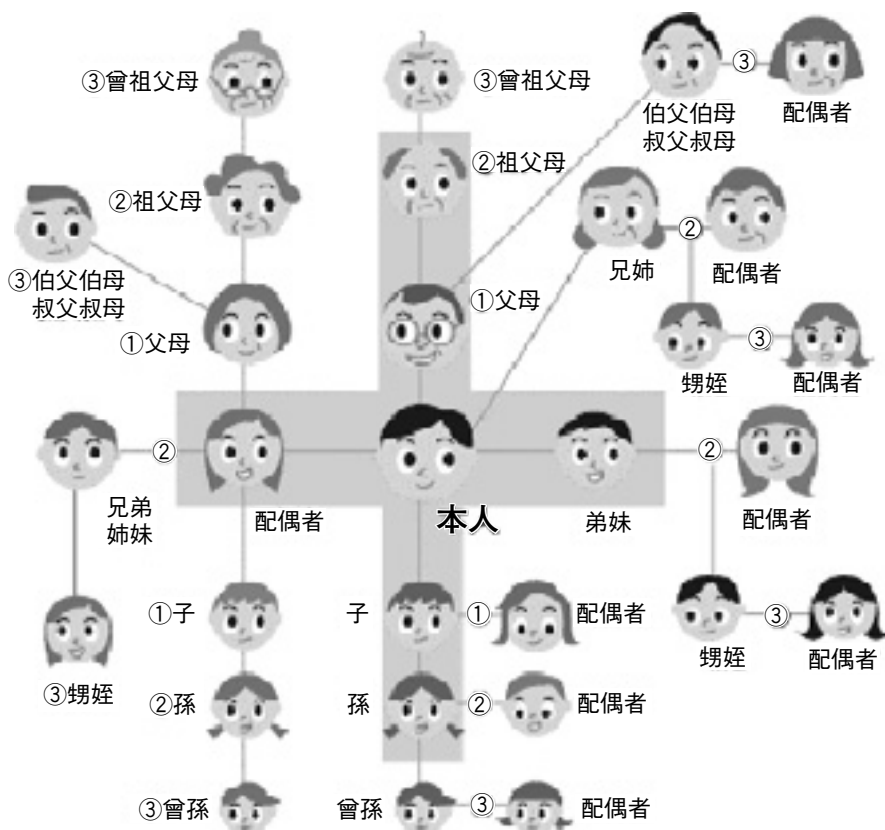 ③曾祖父母
③曾祖父母
③
伯父伯母
叔父叔母
配偶者
②祖父母
②祖父母
②
兄姉
配偶者
③伯父伯母
叔父叔母
①父母
①父母
③
甥姪
配偶者
②
兄弟
姉妹
配偶者
本人
弟妹
②
配偶者
①子
子
①
配偶者
③
甥姪
配偶者
③甥姪
②孫
孫
②
配偶者
③曾孫
曾孫
③
配偶者